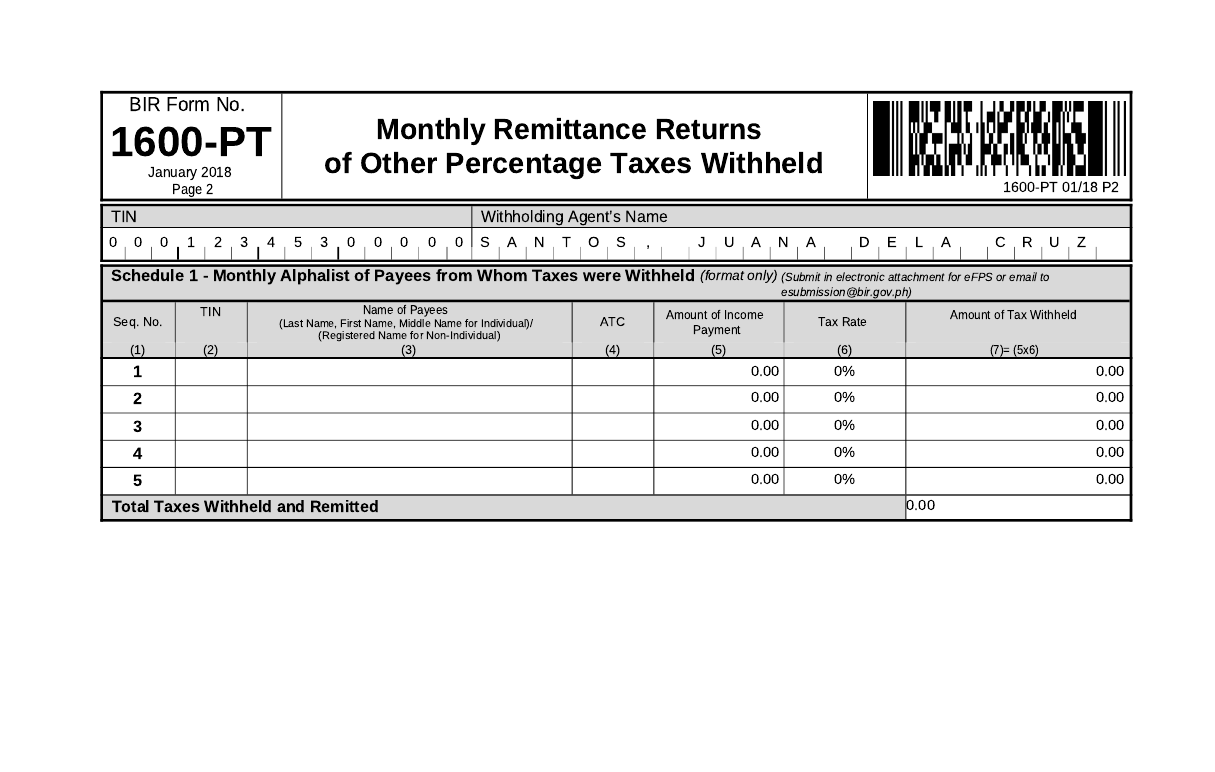 BIR Form No.
1600-PT
January 2018
Page 2
Monthly Remittance Returns
of Other Percentage Taxes Withheld
1600-PT 01/18 P2
TIN Withholding Agent's Name
0 0 0 1 2 3 4 5 3 0 0 0 0 0 S A N T O S , J U A N A D E L A C R U Z
Schedule 1 - Monthly Alphalist of Payees from Whom Taxes were Withheld (format only) (Submit in electronic attachment for eFPS or email to
esubmission@bir.gov.ph)
Seq. No.
(1)
TIN
(2)
Name of Payees
(Last Name, First Name, Middle Name for Individual)/
(Registered Name for Non-Individual)
(3)
ATC
(4)
Amount of Income
Payment
(5)
Tax Rate
(6)
Amount of Tax Withheld
(7)= (5x6)
1 0.00 0% 0.00
2 0.00 0% 0.00
3 0.00 0% 0.00
4 0.00 0% 0.00
5 0.00 0% 0.00
Total Taxes Withheld and Remitted 0.00